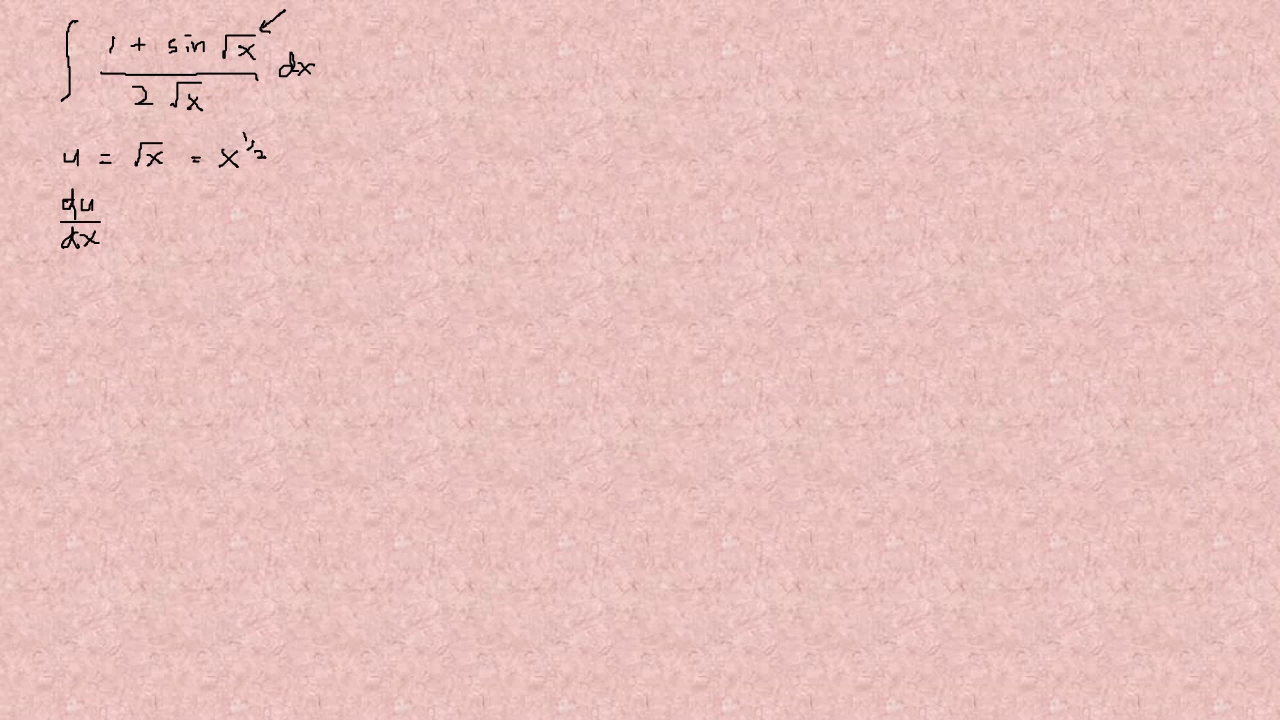 ∫ (1 + sin √x) / (2 √x) dx
u = √x = x^1/2
du/dx